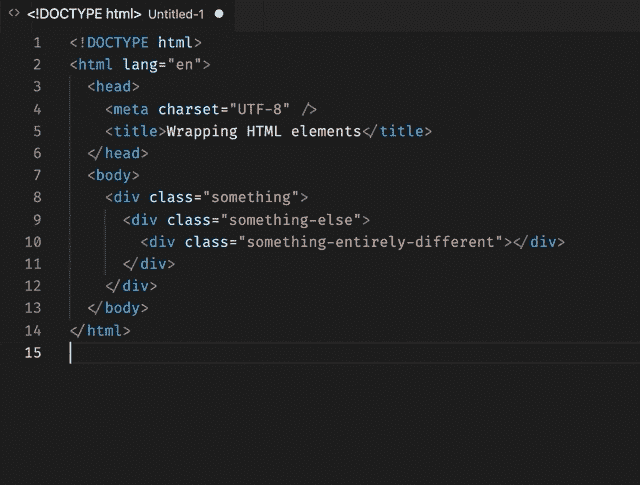 <!DOCTYPE html> Untitled-1
1 <!DOCTYPE html>
2 <html lang="en">
3 <head>
4 <meta charset="UTF-8" />
5 <title>Wrapping HTML elements</title>
6 </head>
7 <body>
8 <div class="something">
9 <div class="something-else">
10 <div class="something-entirely-different"></div>
11 </div>
12 </div>
13 </body>
14 </html>
15